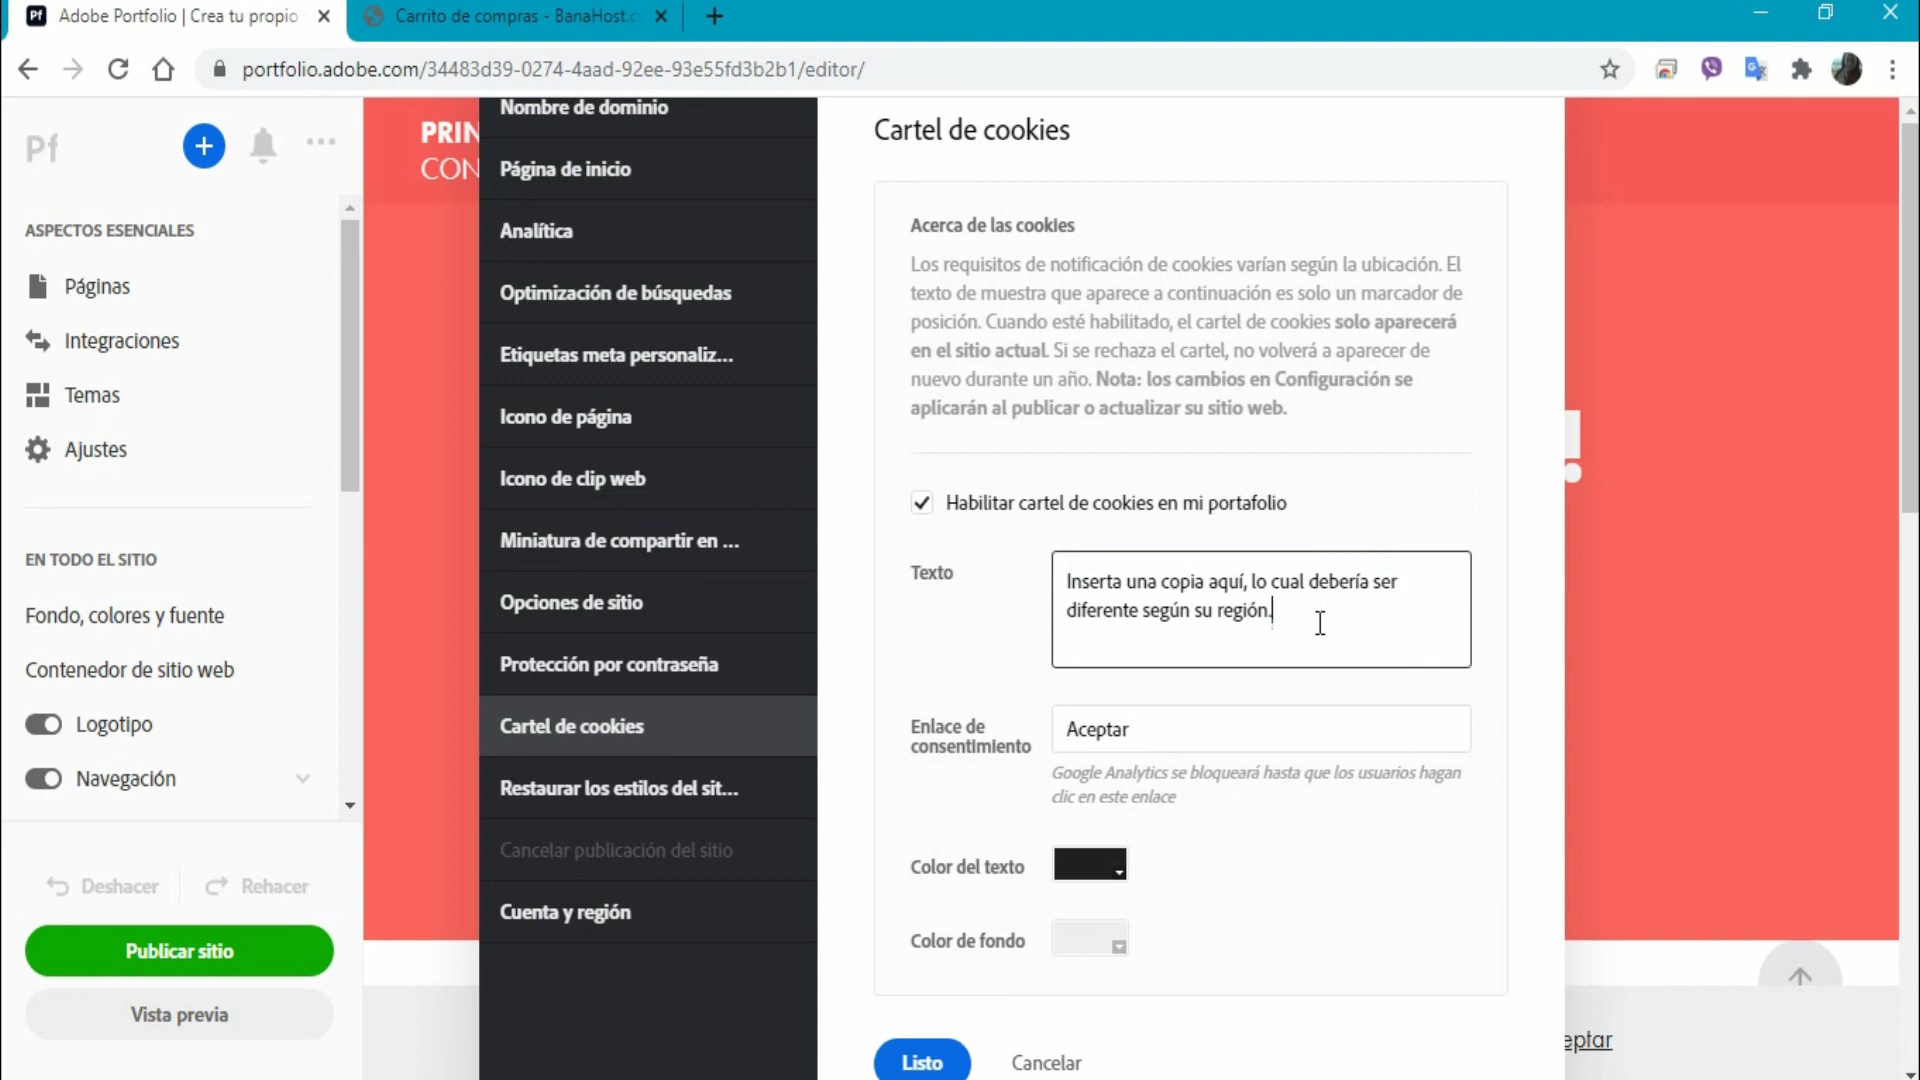 Pf Adobe Portfolio | Crea tu propio
Carrito de compras - BanaHost.c
portfolio.adobe.com/34483d39-0274-4aad-92ee-93e55fd3b2b1/editor/
Pf
ASPECTOS ESENCIALES
Páginas
Integraciones
Temas
Ajustes
EN TODO EL SITIO
Fondo, colores y fuente
Contenedor de sitio web
Logotipo
Navegación
Deshacer
Rehacer
Publicar sitio
Vista previa
PRIN
CON
Nombre de dominio
Página de inicio
Analítica
Optimización de búsquedas
Etiquetas meta personaliz...
Icono de página
Icono de clip web
Miniatura de compartir en ...
Opciones de sitio
Protección por contraseña
Cartel de cookies
Restaurar los estilos del sit...
Cancelar publicación del sitio
Cuenta y región
Cartel de cookies
Acerca de las cookies
Los requisitos de notificación de cookies varían según la ubicación. El
texto de muestra que aparece a continuación es solo un marcador de
posición. Cuando esté habilitado, el cartel de cookies solo aparecerá
en el sitio actual. Si se rechaza el cartel, no volverá a aparecer de
nuevo durante un año. Nota: los cambios en Configuración se
aplicarán al publicar o actualizar su sitio web.
Habilitar cartel de cookies en mi portafolio
Texto
Inserta una copia aquí, lo cual debería ser
diferente según su región.
Enlace de
consentimiento
Aceptar
Google Analytics se bloqueará hasta que los usuarios hagan
clic en este enlace
Color del texto
Color de fondo
Listo
Cancelar
eptar